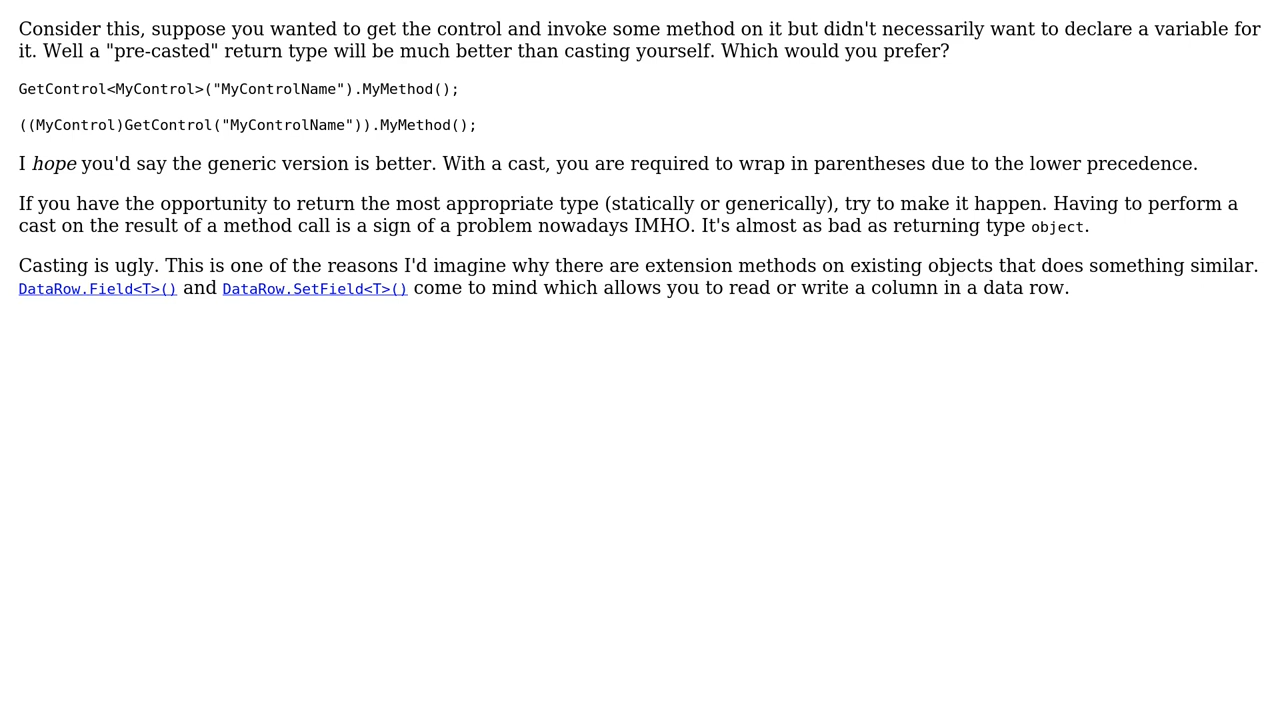 Consider this, suppose you wanted to get the control and invoke some method on it but didn't necessarily want to declare a variable for
it. Well a "pre-casted" return type will be much better than casting yourself. Which would you prefer?
GetControl<MyControl>("MyControlName").MyMethod();
((MyControl)GetControl("MyControlName")).MyMethod();
I hope you'd say the generic version is better. With a cast, you are required to wrap in parentheses due to the lower precedence.
If you have the opportunity to return the most appropriate type (statically or generically), try to make it happen. Having to perform a
cast on the result of a method call is a sign of a problem nowadays IMHO. It's almost as bad as returning type object.
Casting is ugly. This is one of the reasons I'd imagine why there are extension methods on existing objects that does something similar.
DataRow.Field<T>() and DataRow.SetField<T>() come to mind which allows you to read or write a column in a data row.